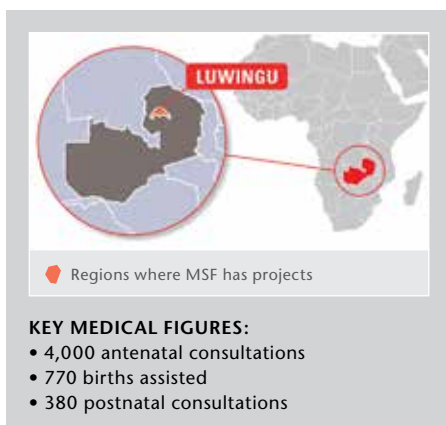 LUWINGU
Regions where MSF has projects
KEY MEDICAL FIGURES:
• 4,000 antenatal consultations
• 770 births assisted
• 380 postnatal consultations